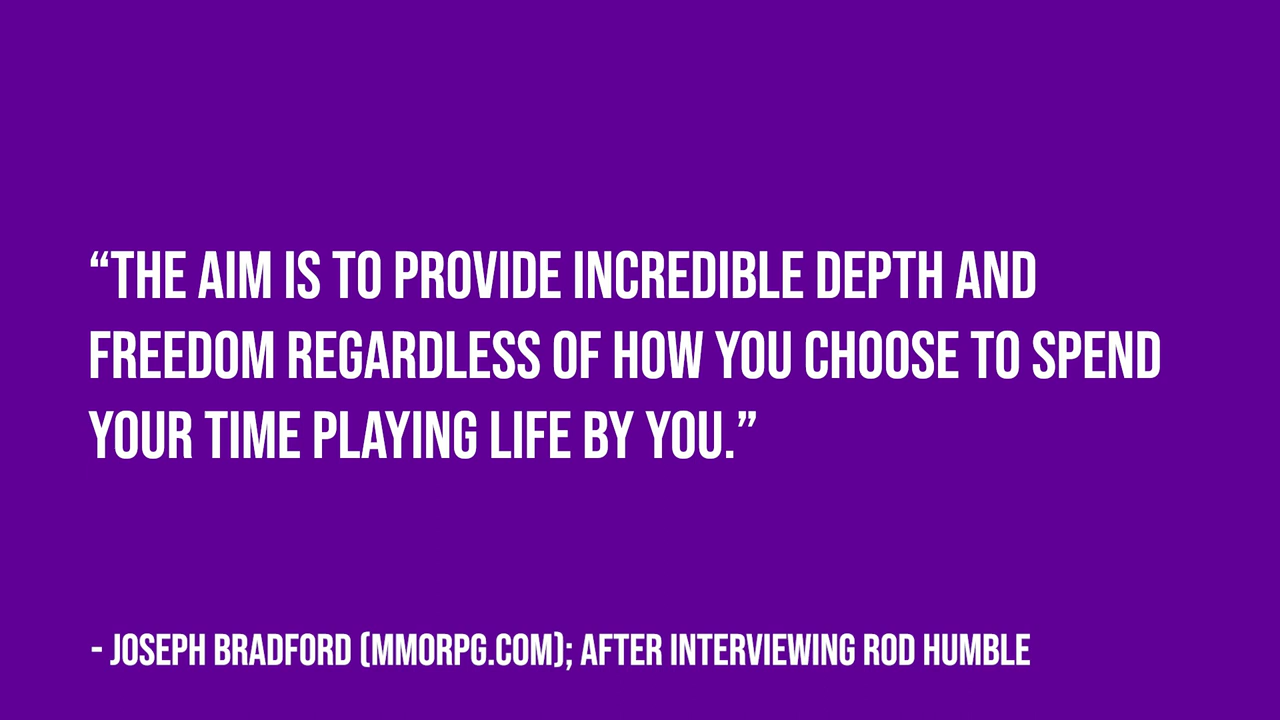 “THE AIM IS TO PROVIDE INCREDIBLE DEPTH AND
FREEDOM REGARDLESS OF HOW YOU CHOOSE TO SPEND
YOUR TIME PLAYING LIFE BY YOU.”
- JOSEPH BRADFORD (MMORPG.COM); AFTER INTERVIEWING ROD HUMBLE